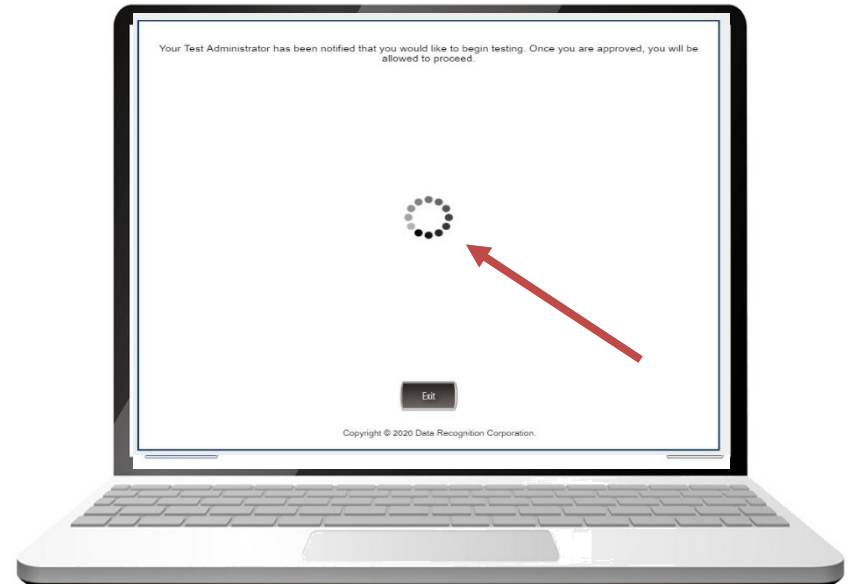 Your Test Administrator has been notified that you would like to begin testing. Once you are approved, you will be
allowed to proceed.
Exit
Copyright © 2020 Data Recognition Corporation.